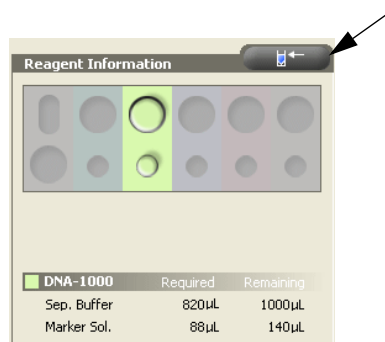 Reagent Information
DNA-1000 Required Remaining
Sep. Buffer 820µL 1000µL
Marker Sol. 88µL 140µL